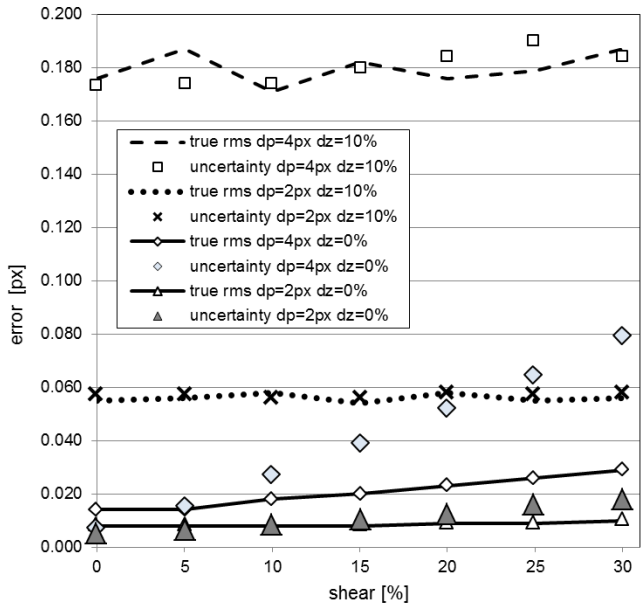 0.200
0.180
0.160
0.140
0.120
0.100
0.080
0.060
0.040
0.020
0.000
error [px]
true rms dp=4px dz=10%
uncertainty dp=4px dz=10%
true rms dp=2px dz=10%
uncertainty dp=2px dz=10%
true rms dp=4px dz=0%
uncertainty dp=4px dz=0%
true rms dp=2px dz=0%
uncertainty dp=2px dz=0%
0 5 10 15 20 25 30
shear [%]